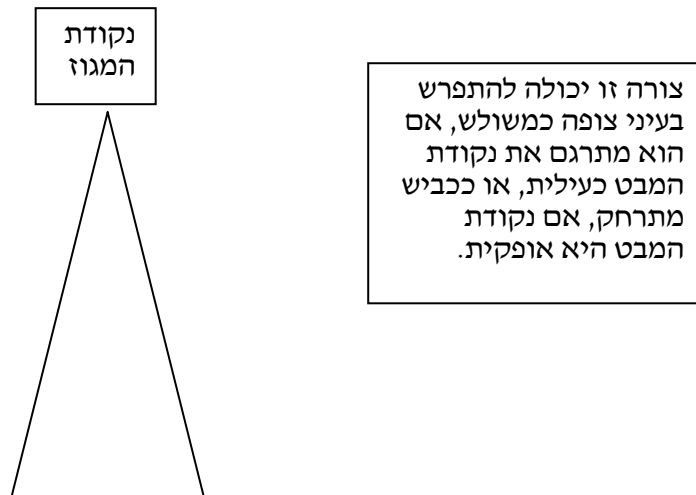 נקודת
המגוז
צורה זו יכולה להתפרש
בעיני צופה כמשולש, אם
הוא מתרגם את נקודת
המבט כעילית, או ככביש
מתרחק, אם נקודת
המבט היא אופקית.